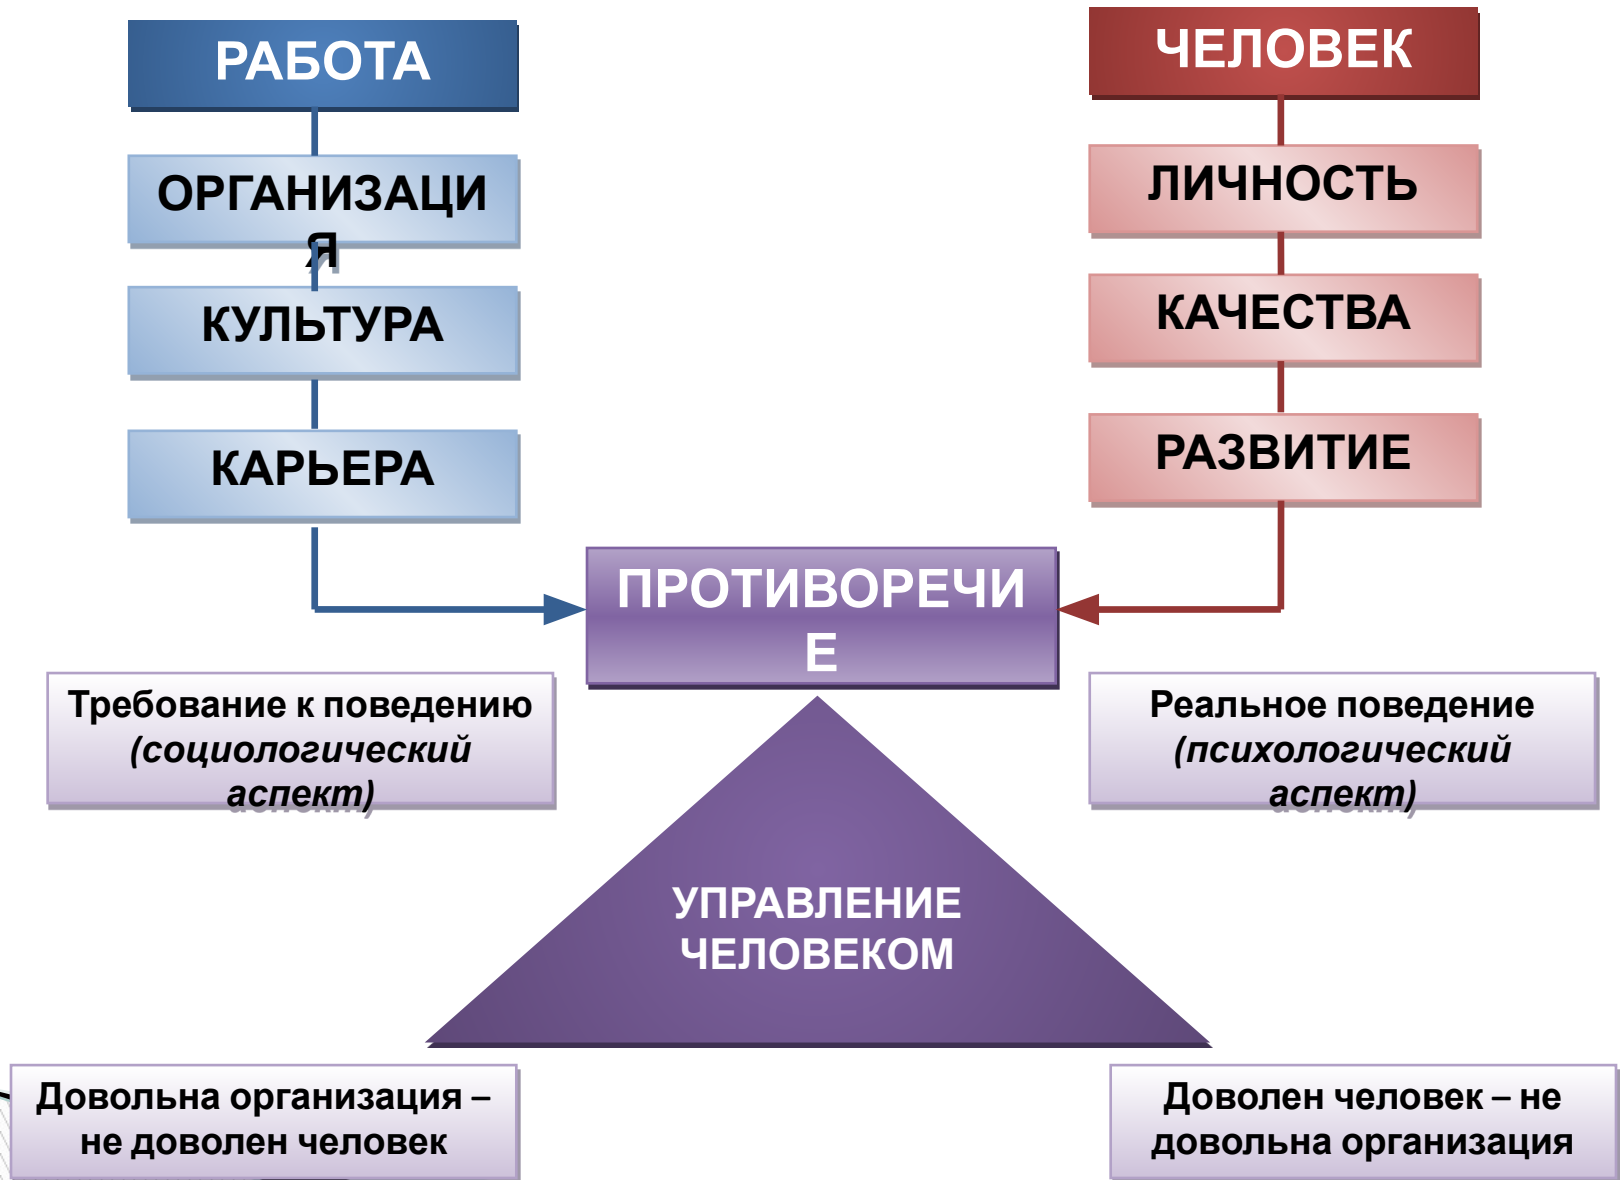 РАБОТА
ОРГАНИЗАЦИ
Я
КУЛЬТУРА
КАРЬЕРА
ЧЕЛОВЕК
ЛИЧНОСТЬ
КАЧЕСТВА
РАЗВИТИЕ
ПРОТИВОРЕЧИ
Е
Требование к поведению
(социологический
аспект)
Реальное поведение
(психологический
аспект)
УПРАВЛЕНИЕ
ЧЕЛОВЕКОМ
Довольна организация –
не доволен человек
Доволен человек – не
довольна организация